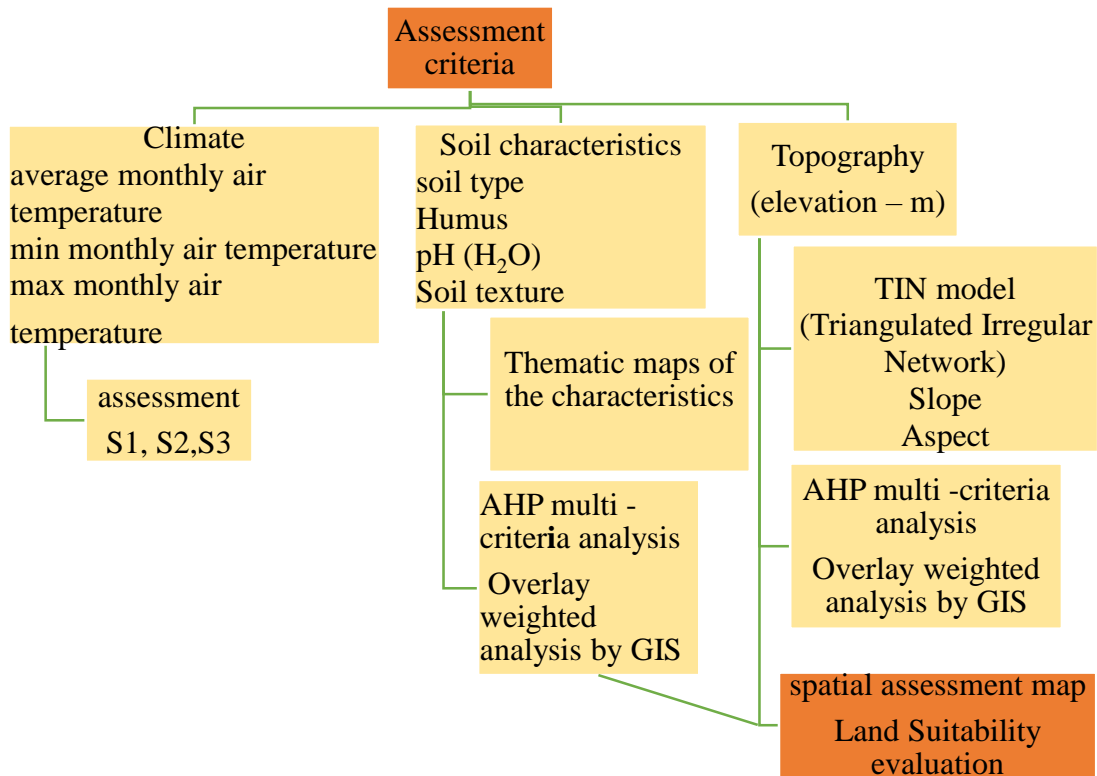 Assessment
criteria
Climate
average monthly air
temperature
min monthly air temperature
max monthly air
temperature
assessment
S1, S2,S3
Soil characteristics
soil type
Humus
pH (H₂O)
Soil texture
Thematic maps of
the characteristics
AHP multi -
criteria analysis
Overlay
weighted
analysis by GIS
Topography
(elevation – m)
TIN model
(Triangulated Irregular
Network)
Slope
Aspect
AHP multi -criteria
analysis
Overlay weighted
analysis by GIS
spatial assessment map
Land Suitability
evaluation